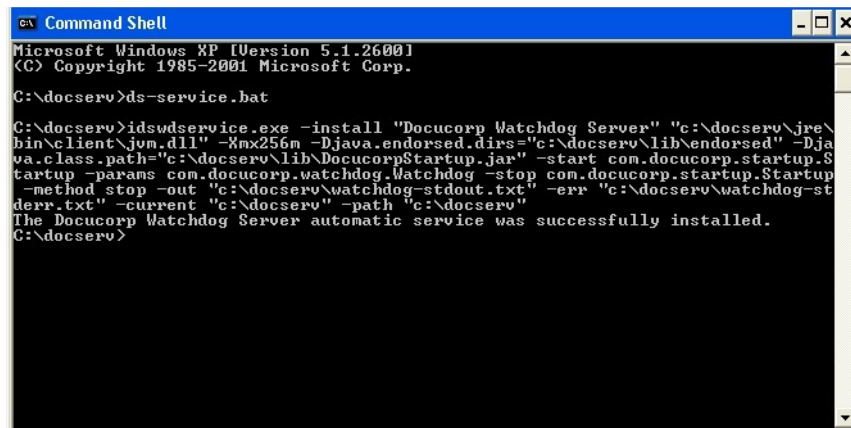 Command Shell
Microsoft Windows XP [Version 5.1.2600]
(C) Copyright 1985-2001 Microsoft Corp.
C:\docserv>ds-service.bat
C:\docserv>idswdservice.exe -install "Docucorp Watchdog Server" "c:\docserv\jre\
bin\client\jvm.dll" -Xmx256m -Djava.endorsed.dirs="c:\docserv\lib\endorsed" -Dja
va.class.path="c:\docserv\lib\DocucorpStartup.jar" -start com.docucorp.startup.S
tartup -params com.docucorp.watchdog.Watchdog -stop com.docucorp.startup.Startup
-method stop -out "c:\docserv\watchdog-stdout.txt" -err "c:\docserv\watchdog-st
derr.txt" -current "c:\docserv" -path "c:\docserv"
The Docucorp Watchdog Server automatic service was successfully installed.
C:\docserv>